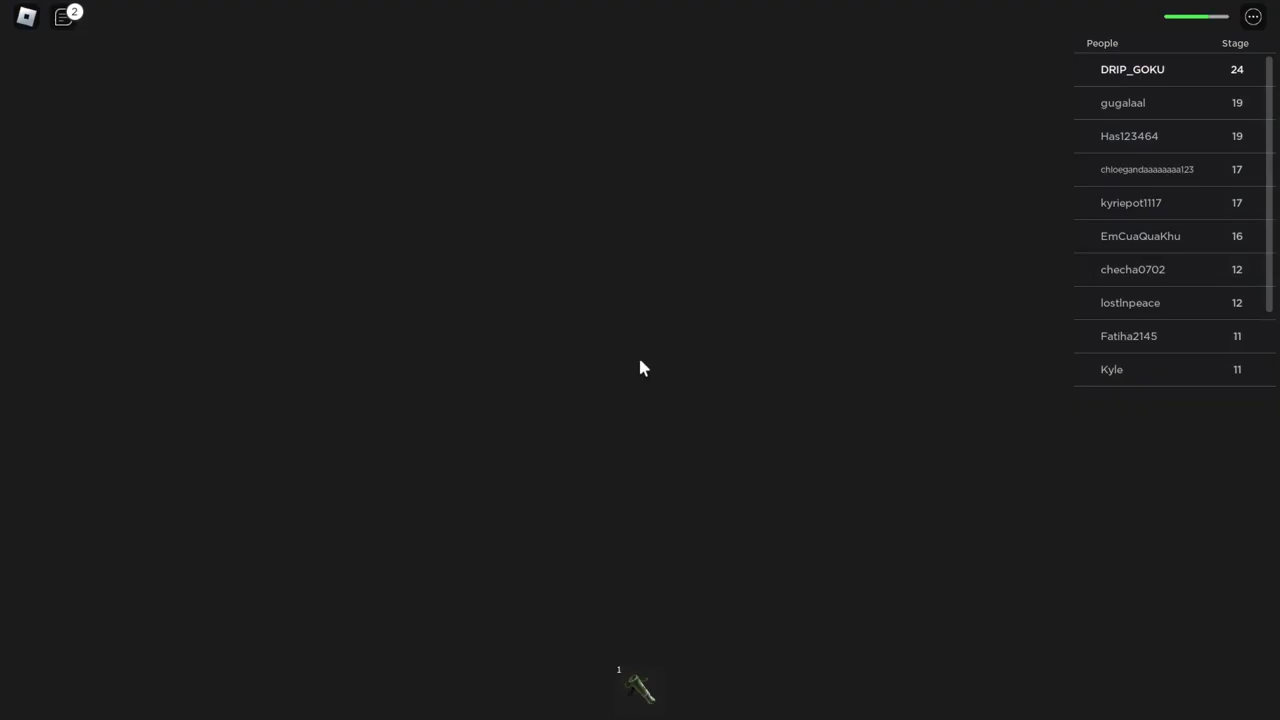 2
People Stage
DRIP_GOKU 24
gugalaal 19
Has123464 19
chloegandaaaaaaaa123 17
kyriepot1117 17
EmCuaQuaKhu 16
checha0702 12
lostInpeace 12
Fatiha2145 11
Kyle 11
1